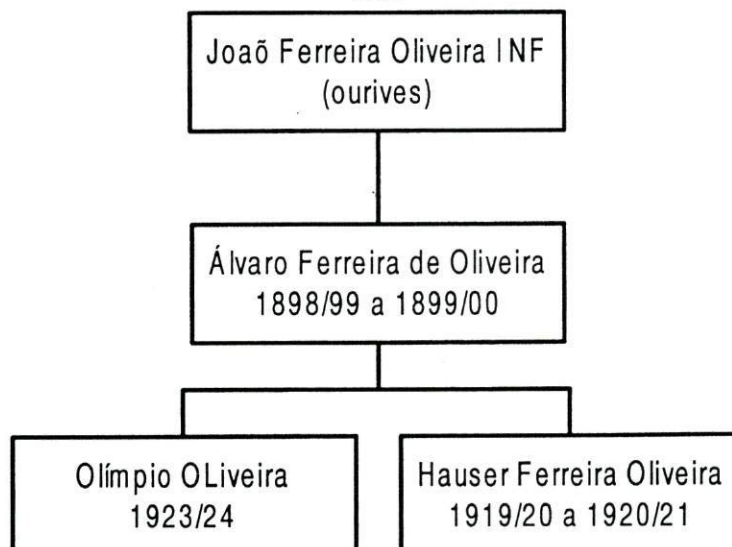 Joaõ Ferreira Oliveira INF
(ourives)
Álvaro Ferreira de Oliveira
1898/99 a 1899/00
Olímpio OLiveira
1923/24
Hauser Ferreira Oliveira
1919/20 a 1920/21